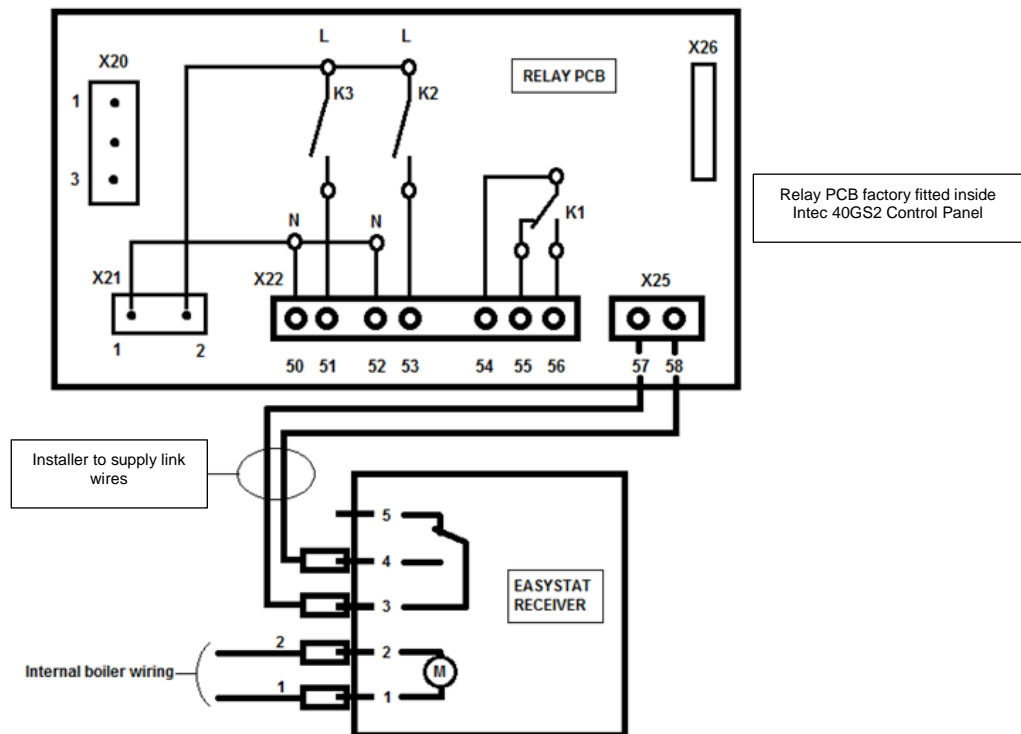 L L
X20
X26
RELAY PCB
K3 K2
1
3
K1
N N
X21
X22
X25
1 2
50 51 52 53 54 55 56 57 58
Relay PCB factory fitted inside
Intec 40GS2 Control Panel
Installer to supply link
wires
5
4
3
EASYSTAT
RECEIVER
2 2
M
Internal boiler wiring
1 1